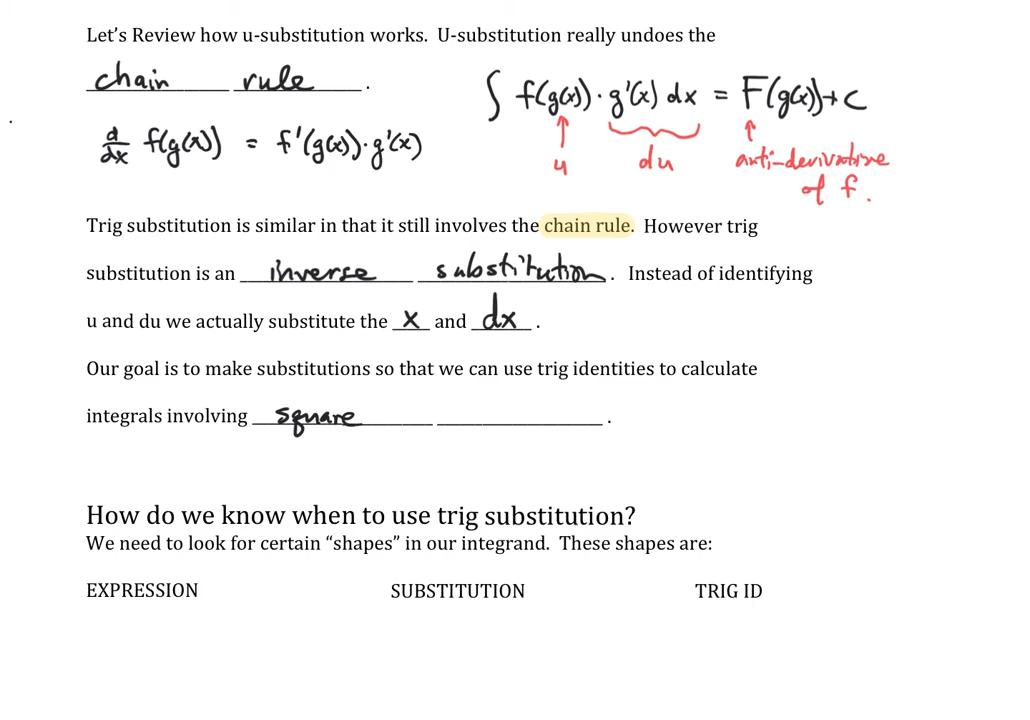 Let’s Review how u-substitution works. U-substitution really undoes the
chain rule.
∫ f(g(x)) · g'(x) dx = F(g(x)) + C
d/dx f(g(x)) = f'(g(x)) · g'(x)
u du anti-derivative
of f.
Trig substitution is similar in that it still involves the chain rule. However trig
substitution is an inverse substitution. Instead of identifying
u and du we actually substitute the x and dx.
Our goal is to make substitutions so that we can use trig identities to calculate
integrals involving square ________ .
How do we know when to use trig substitution?
We need to look for certain “shapes” in our integrand. These shapes are:
EXPRESSION SUBSTITUTION TRIG ID